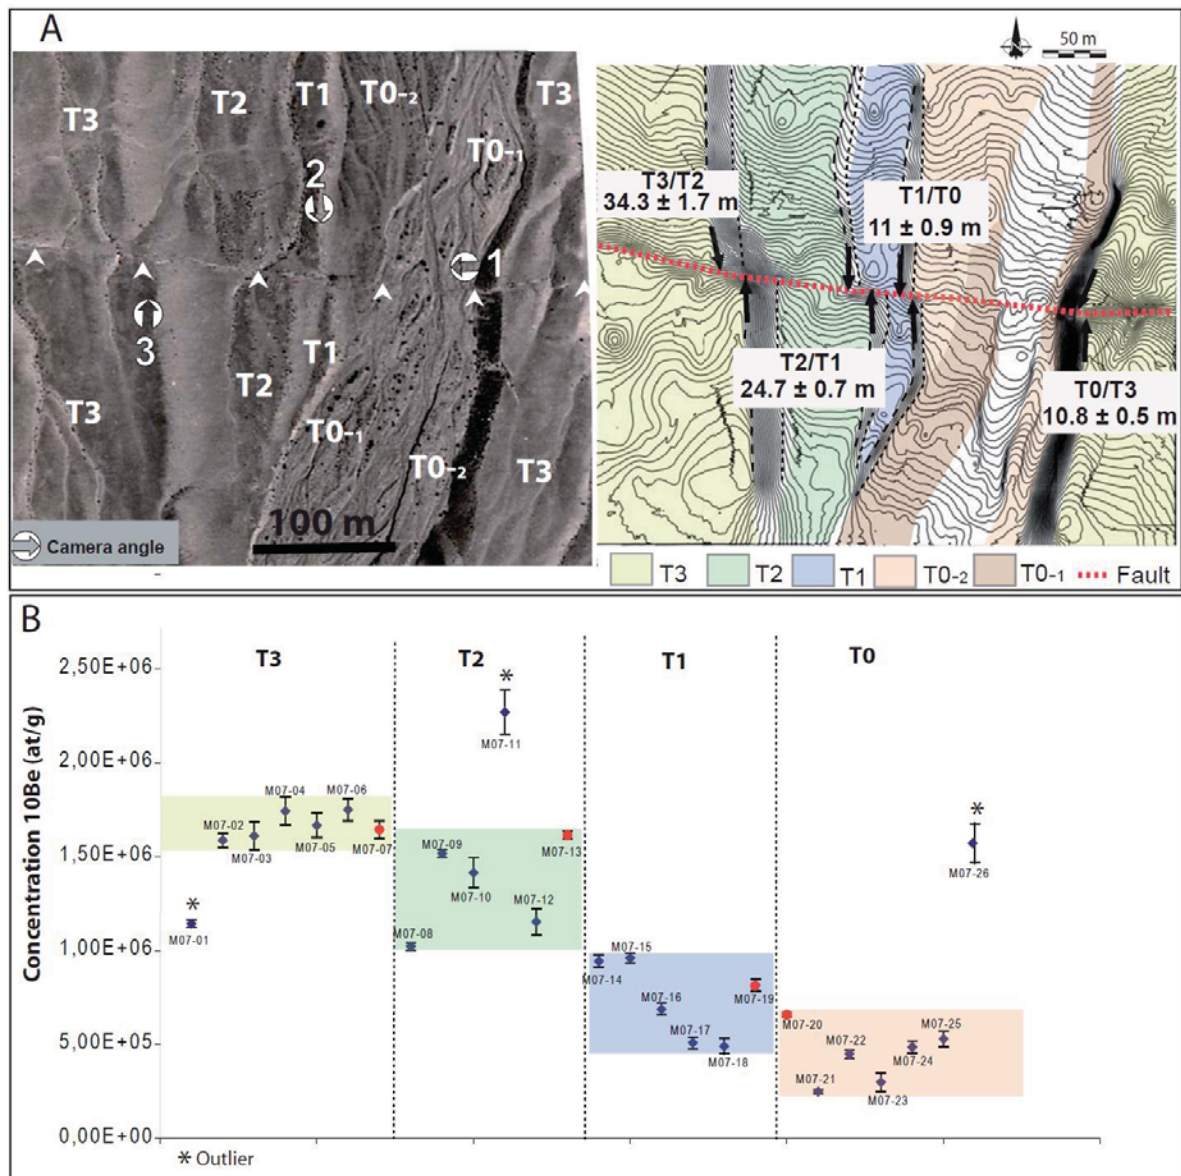 A
50 m
T3
T2
T1
T0-2
T3
T0-1
2
1
3
T1
T2
T3
T0-1
T0-2
T3
100 m
Camera angle
N
T3/T2
34.3 ± 1.7 m
T1/T0
11 ± 0.9 m
T2/T1
24.7 ± 0.7 m
T0/T3
10.8 ± 0.5 m
T3 T2 T1 T0-2 T0-1 Fault
B
T3 T2 T1 T0
Concentration 10Be (at/g)
2,50E+06
2,00E+06
1,50E+06
1,00E+06
5,00E+05
0,00E+00
*
M07-01
M07-02
M07-03
M07-04
M07-05
M07-06
M07-07
M07-08
M07-09
M07-10
*
M07-11
M07-12
M07-13
M07-14
M07-15
M07-16
M07-17
M07-18
M07-19
M07-20
M07-21
M07-22
M07-23
M07-24
M07-25
*
M07-26
* Outlier